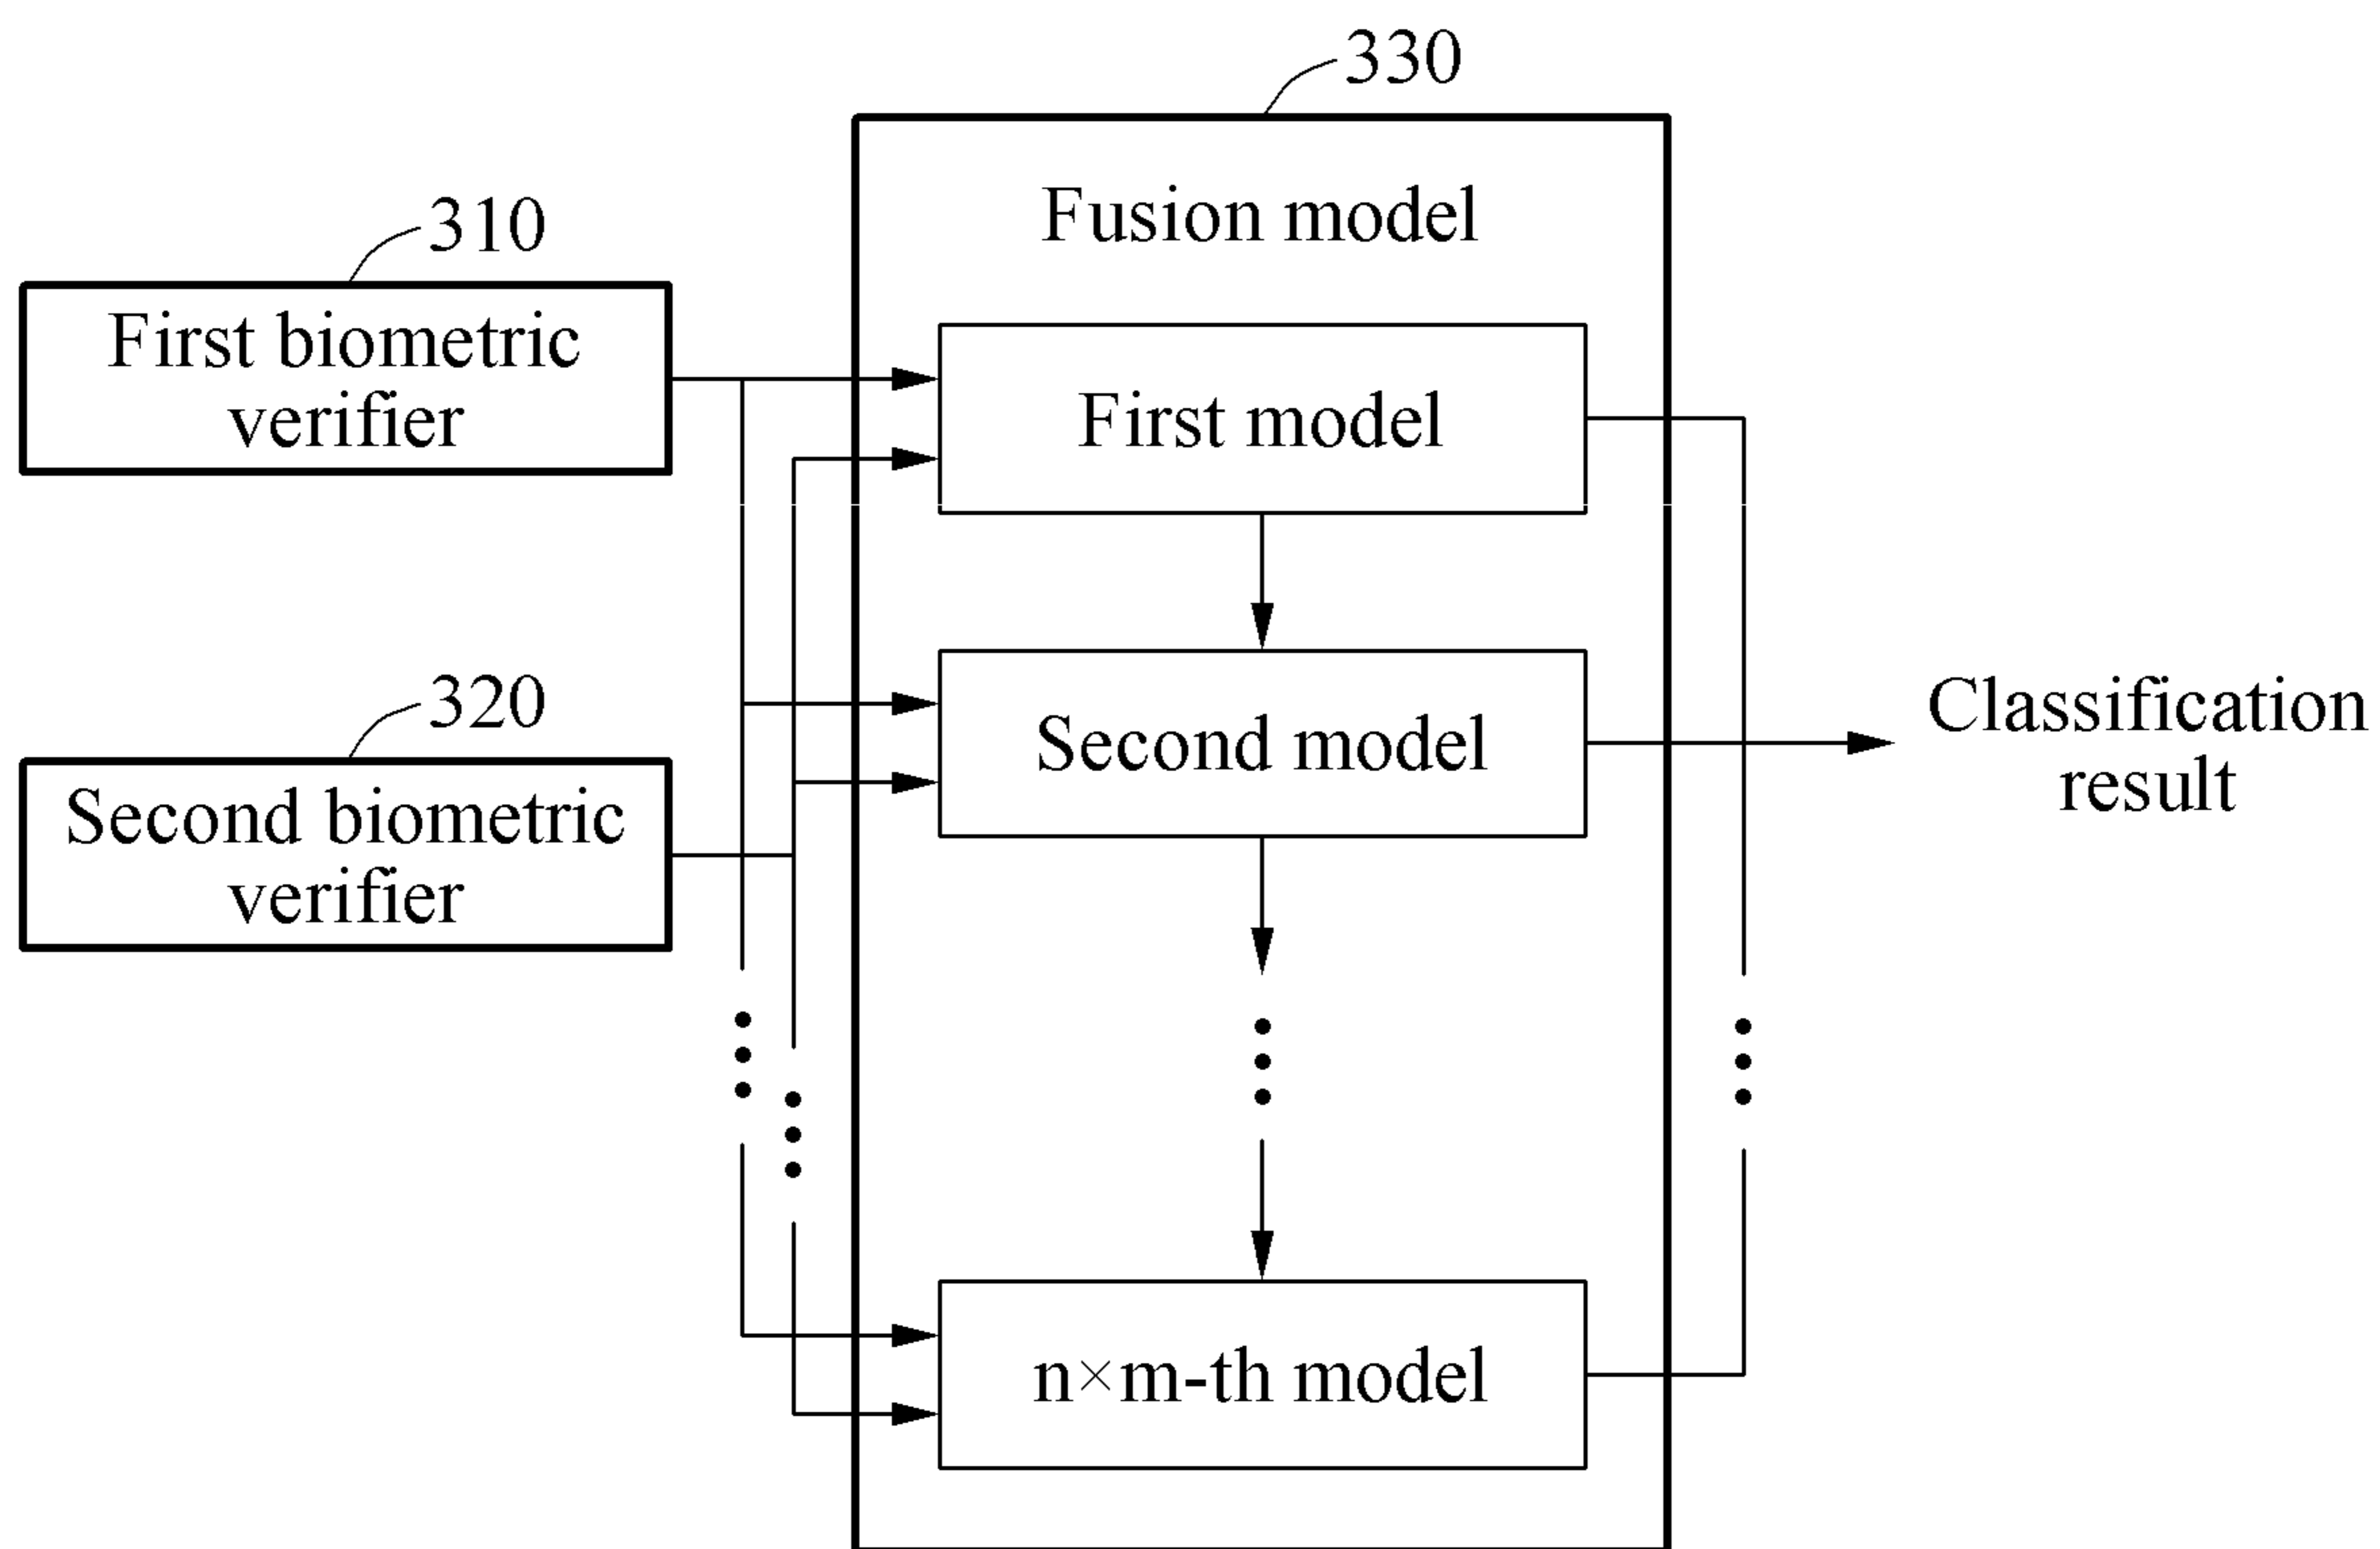 330
Fusion model
310
First biometric
verifier
First model
320
Second biometric
verifier
Second model
Classification
result
n×m-th model